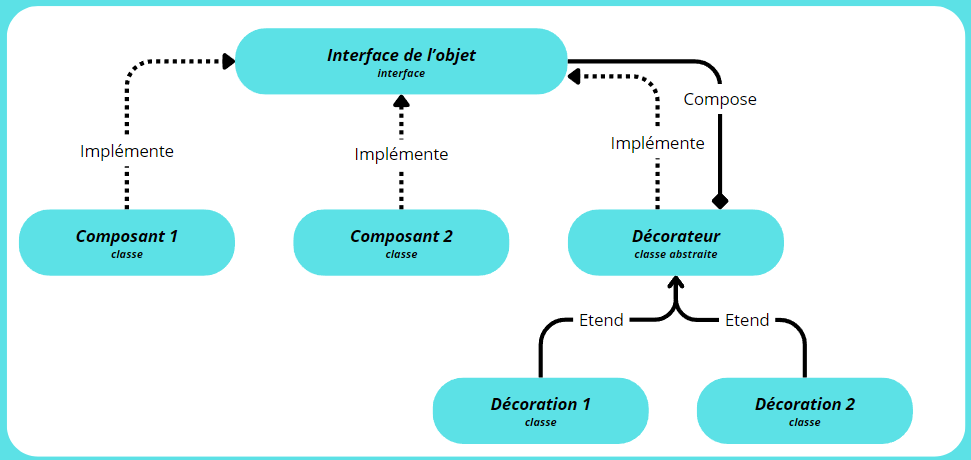 Interface de l’objet
interface
Compose
Implémente
Implémente
Implémente
Composant 1
classe
Composant 2
classe
Décorateur
classe abstraite
Etend
Etend
Décoration 1
classe
Décoration 2
classe